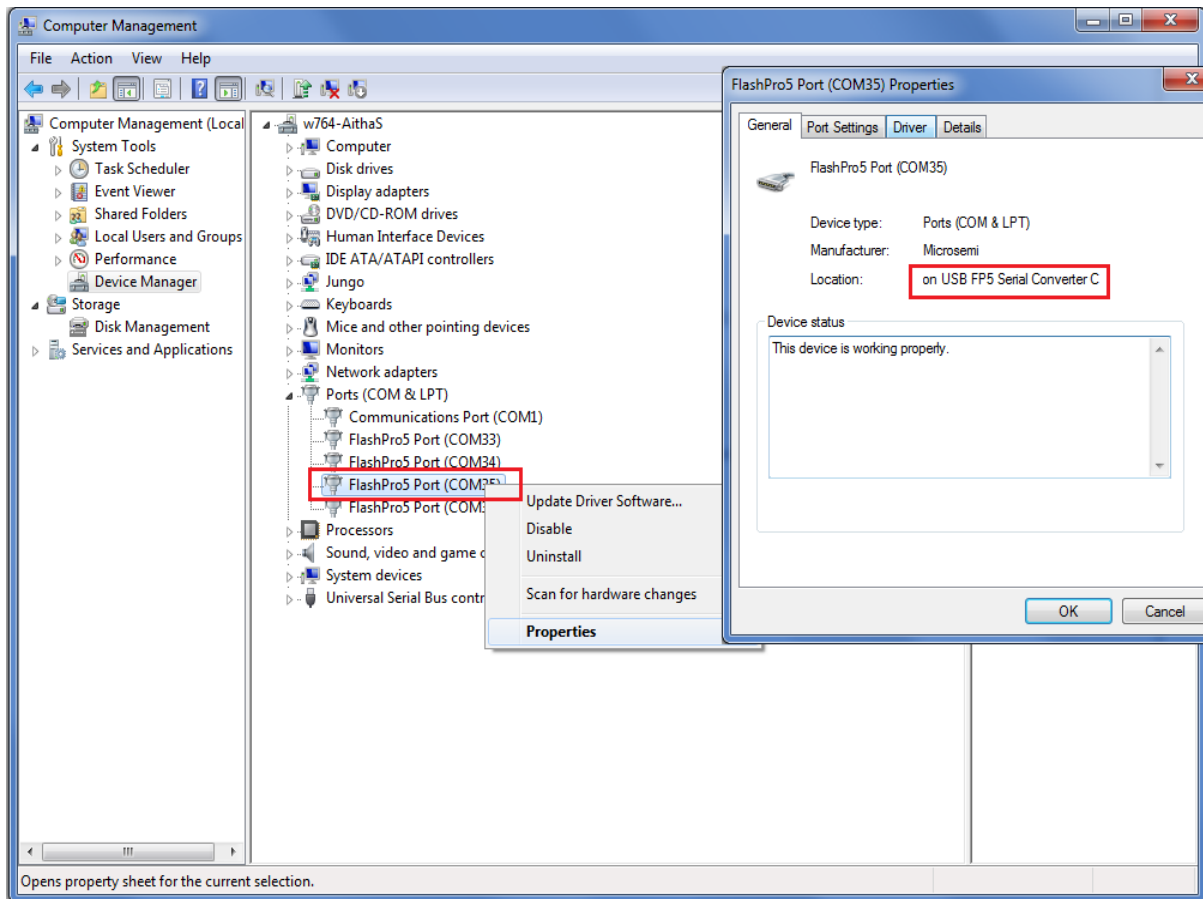 Computer Management
File Action View Help
Computer Management (Local
System Tools
Task Scheduler
Event Viewer
Shared Folders
Local Users and Groups
Performance
Device Manager
Storage
Disk Management
Services and Applications
w764-AithaS
Computer
Disk drives
Display adapters
DVD/CD-ROM drives
Human Interface Devices
IDE ATA/ATAPI controllers
Jungo
Keyboards
Mice and other pointing devices
Monitors
Network adapters
Ports (COM & LPT)
Communications Port (COM1)
FlashPro5 Port (COM33)
FlashPro5 Port (COM34)
FlashPro5 Port (COM35)
FlashPro5 Port (COM3
Processors
Sound, video and game c
System devices
Universal Serial Bus contr
Update Driver Software...
Disable
Uninstall
Scan for hardware changes
Properties
FlashPro5 Port (COM35) Properties
General Port Settings Driver Details
FlashPro5 Port (COM35)
Device type: Ports (COM & LPT)
Manufacturer: Microsemi
Location: on USB FP5 Serial Converter C
Device status
This device is working properly.
OK Cancel
Opens property sheet for the current selection.